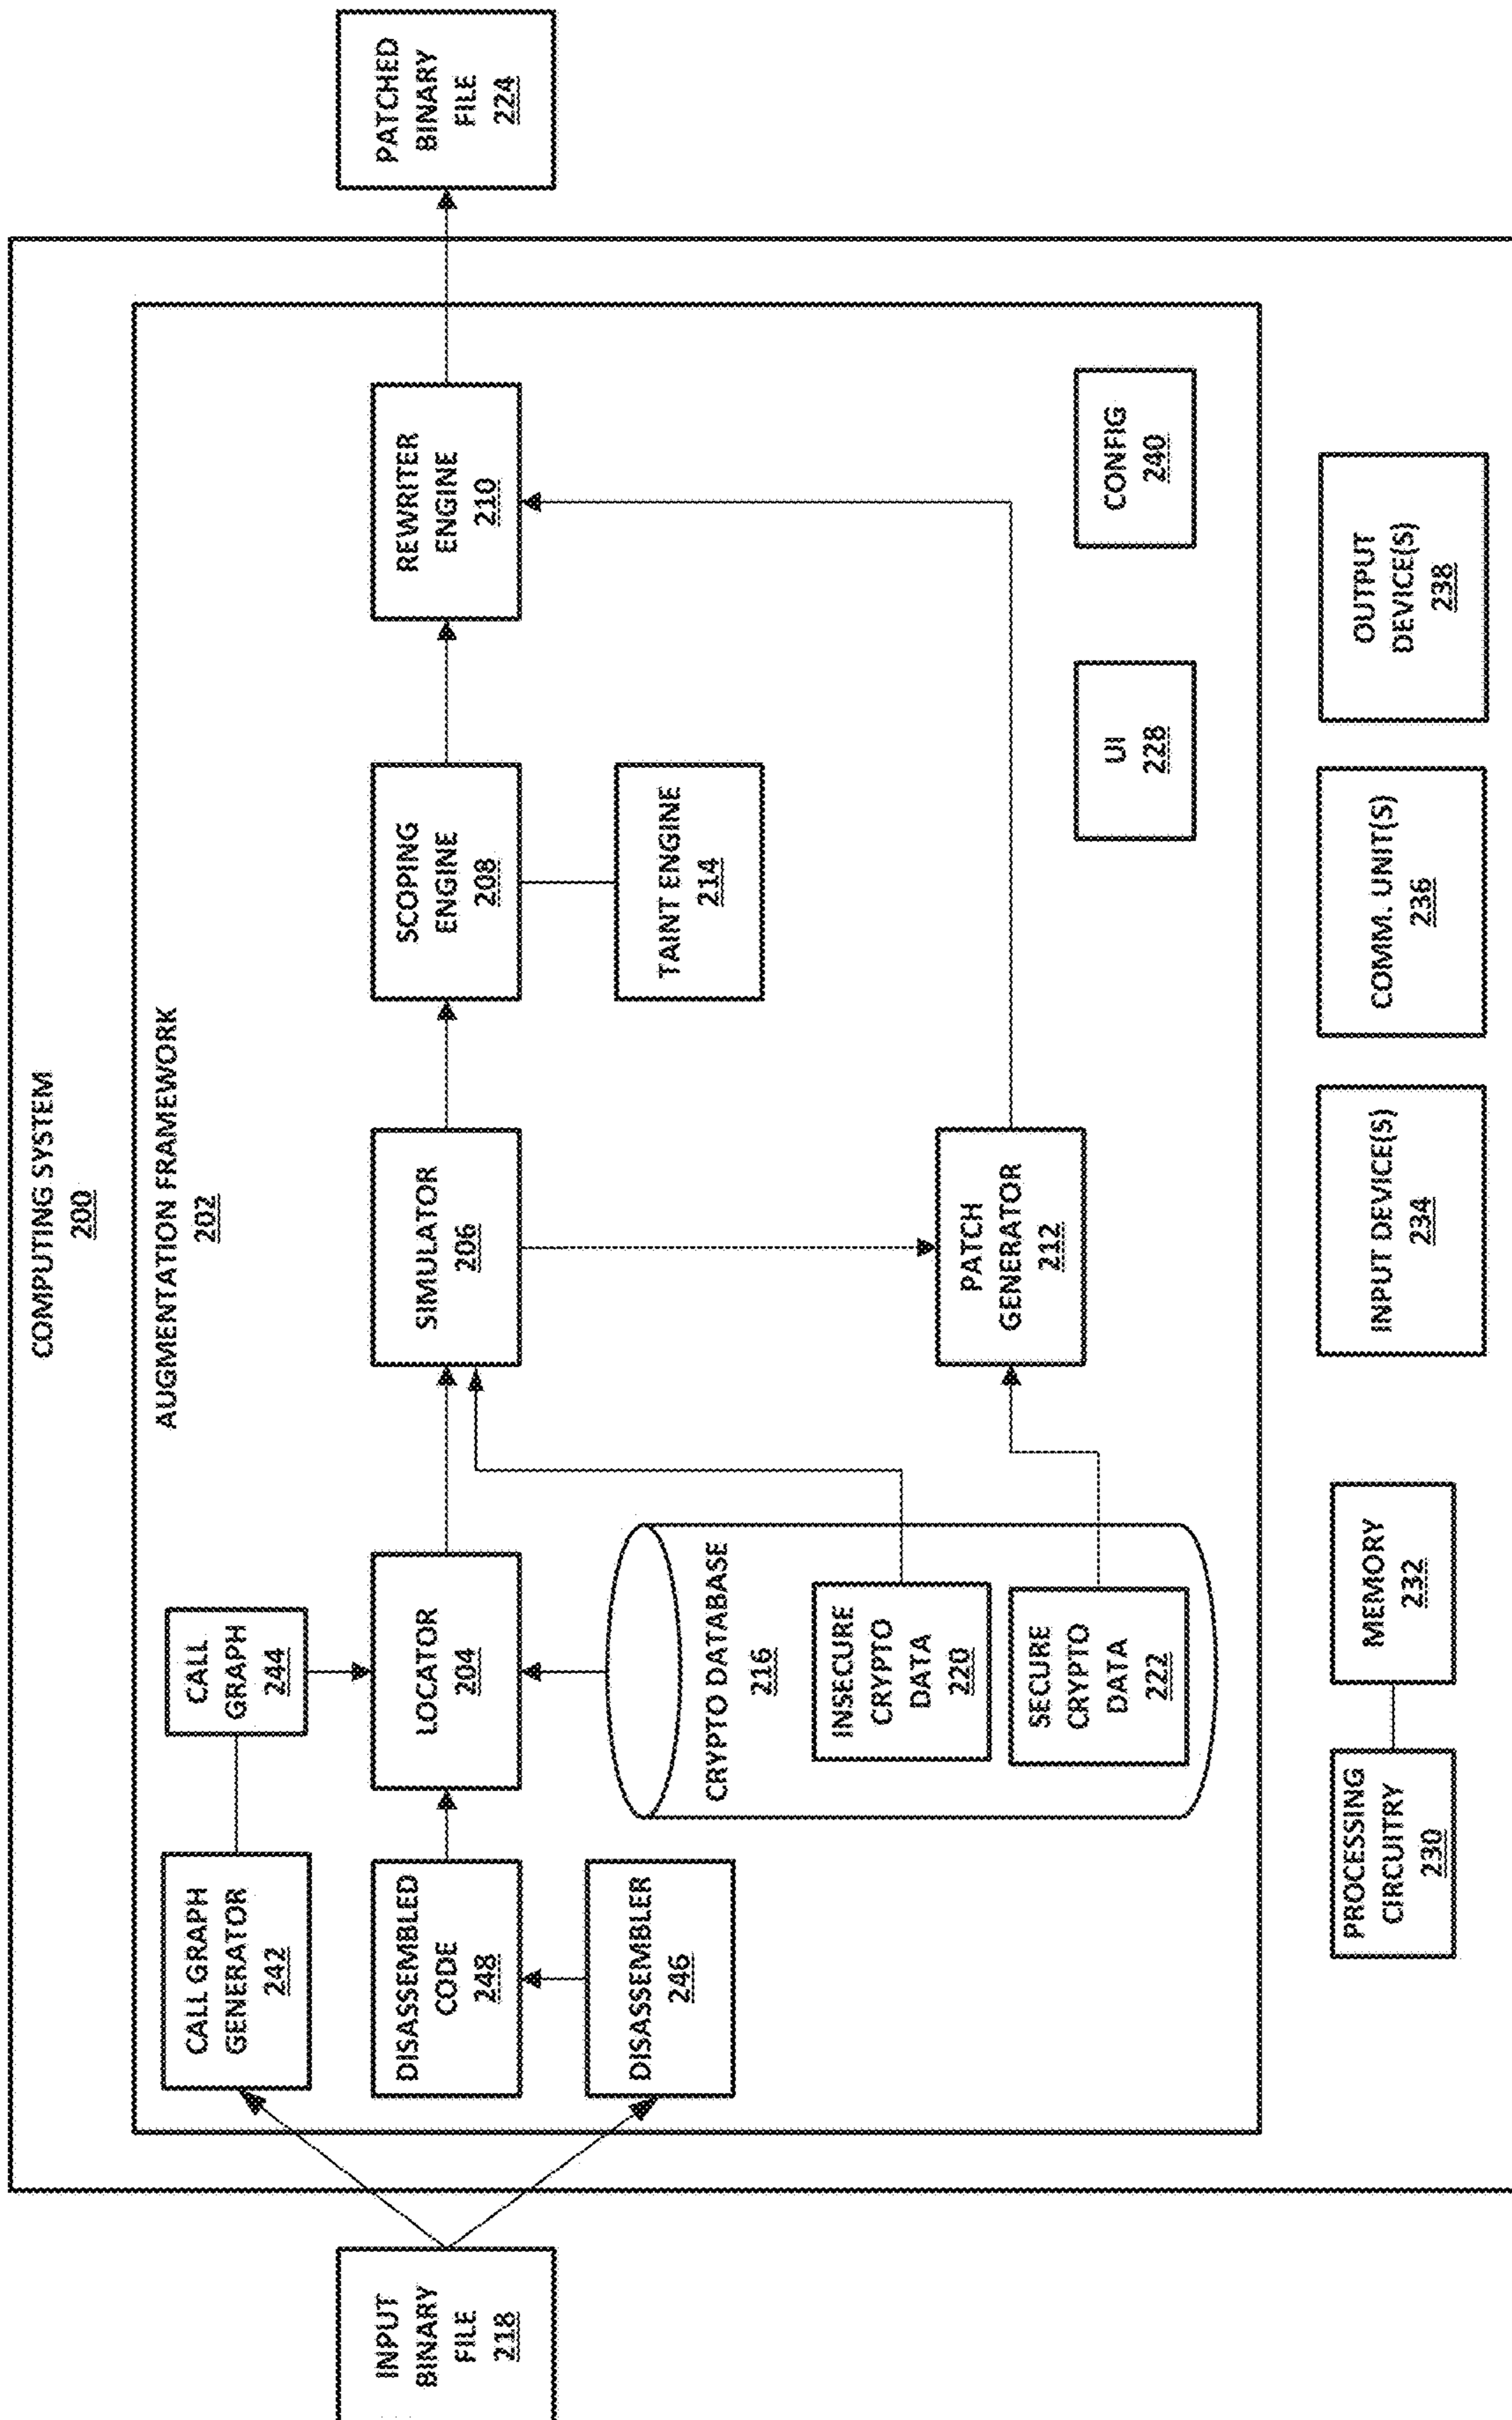 COMPUTING SYSTEM
200
AUGMENTATION FRAMEWORK
202
INPUT
BINARY
FILE
218
CALL GRAPH
GENERATOR
242
CALL
GRAPH
244
DISASSEMBLED
CODE
248
DISASSEMBLER
246
LOCATOR
204
CRYPTO DATABASE
216
INSECURE
CRYPTO
DATA
220
SECURE
CRYPTO
DATA
222
SIMULATOR
206
PATCH
GENERATOR
212
SCOPING
ENGINE
208
TAINT ENGINE
214
REWRITER
ENGINE
210
UI
228
CONFIG
240
PATCHED
BINARY
FILE
224
PROCESSING
CIRCUITRY
230
MEMORY
232
INPUT DEVICE(S)
234
COMM. UNIT(S)
236
OUTPUT
DEVICE(S)
238